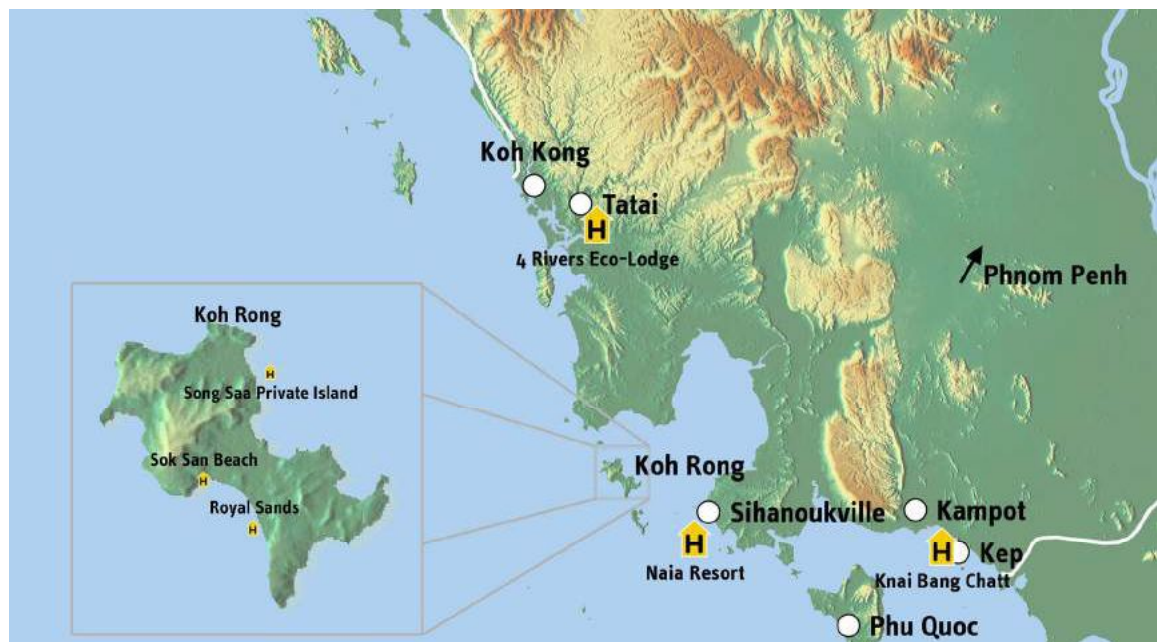 Koh Kong
Tatai
H
4 Rivers Eco-Lodge
Phnom Penh
Koh Rong
H
Song Saa Private Island
Sok San Beach
H
Royal Sands
H
Koh Rong
Sihanoukville
H
Naia Resort
Kampot
H
Kep
Knai Bang Chatt
Phu Quoc